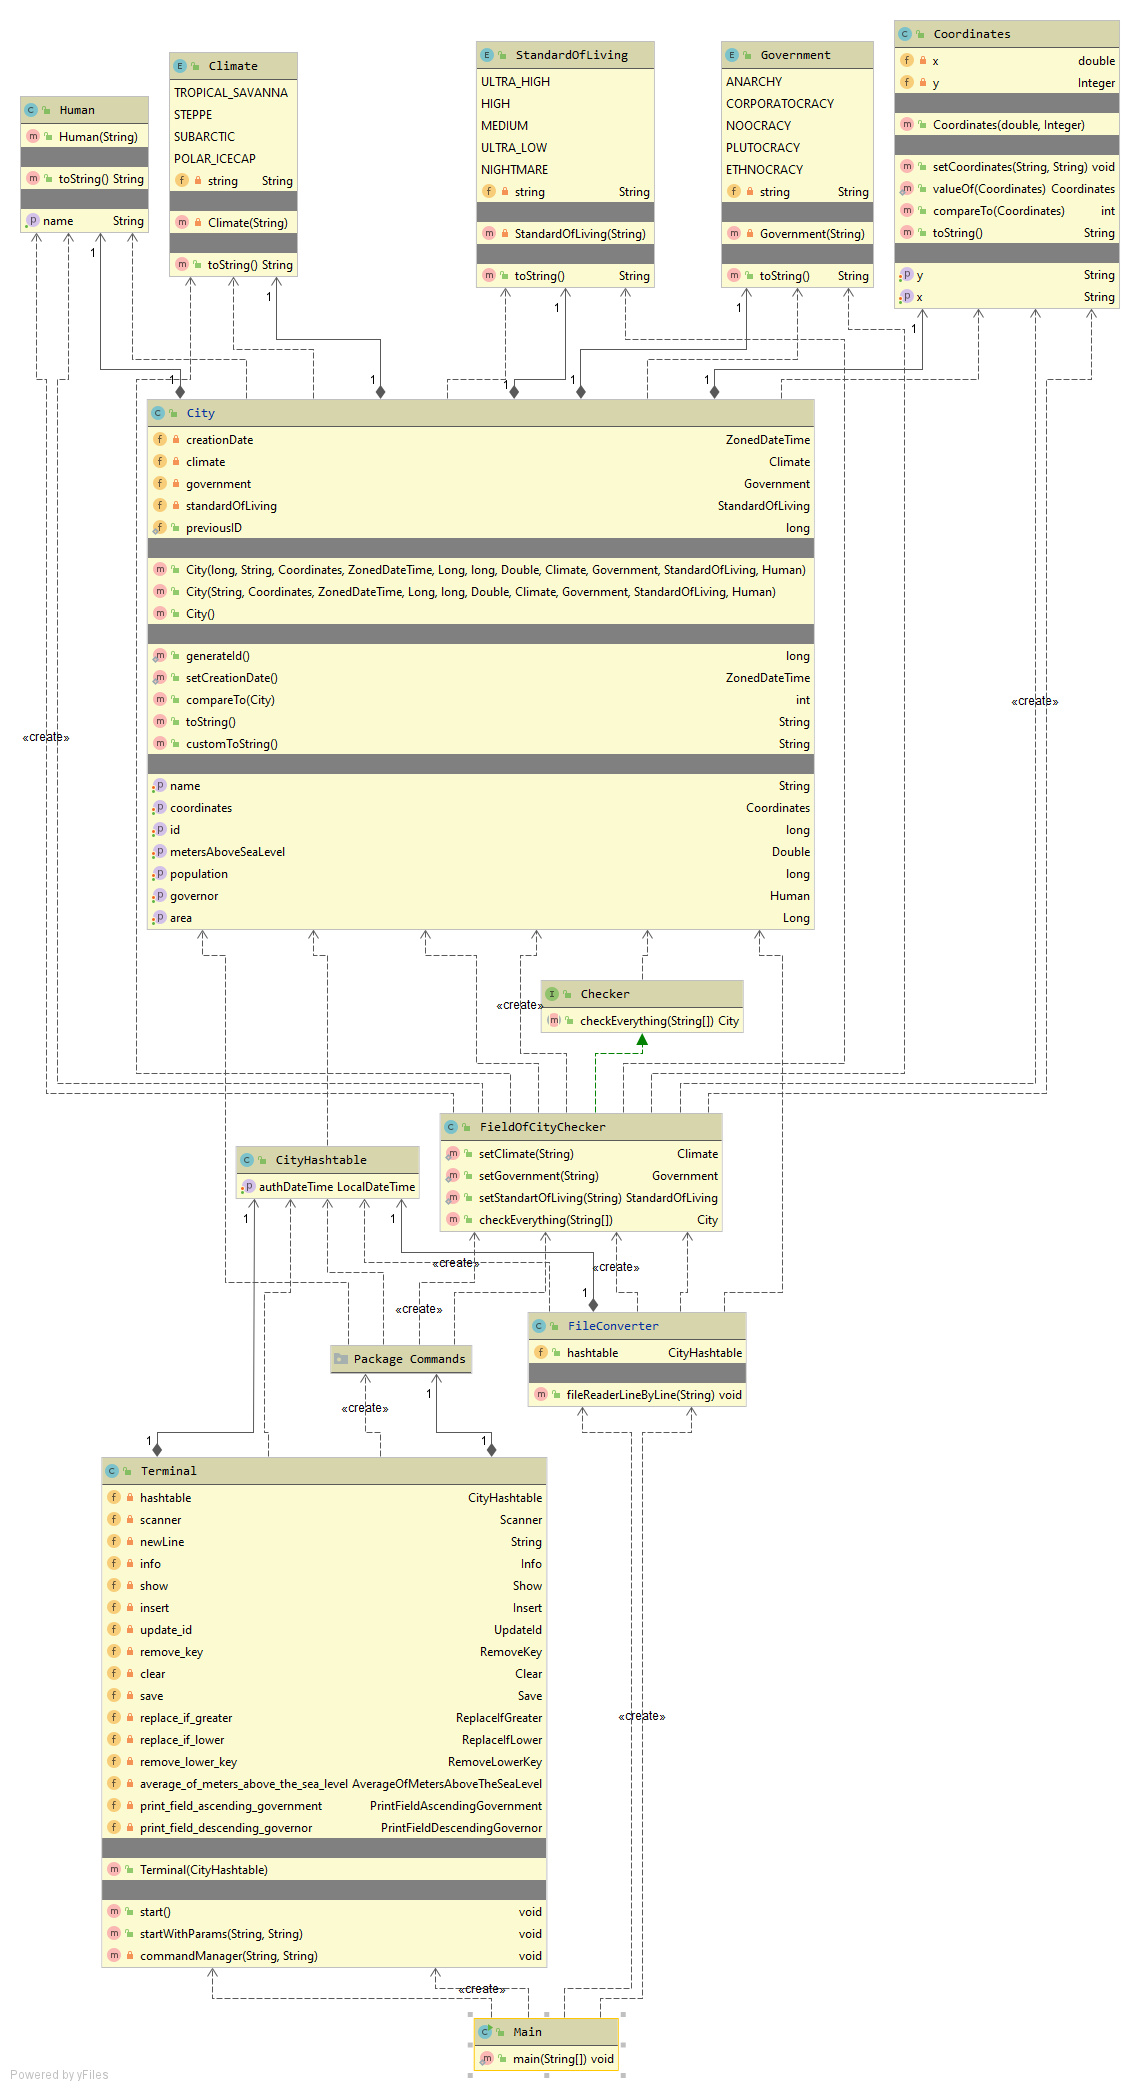 Human
Human(String)
toString() String
name String
Climate
TROPICAL_SAVANNA
STEPPE
SUBARCTIC
POLAR_ICECAP
string String
Climate(String)
toString() String
StandardOfLiving
ULTRA_HIGH
HIGH
MEDIUM
ULTRA_LOW
NIGHTMARE
string String
StandardOfLiving(String)
toString() String
Government
ANARCHY
CORPORATOCRACY
NOOCRACY
PLUTOCRACY
ETHNOCRACY
string String
Government(String)
toString() String
Coordinates
x double
y Integer
Coordinates(double, Integer)
setCoordinates(String, String) void
valueOf(Coordinates) Coordinates
compareTo(Coordinates) int
toString() String
y String
x String
1
1
1
1
1
1
1
1
1
1
City
creationDate ZonedDateTime
climate Climate
government Government
standardOfLiving StandardOfLiving
previousID long
City(long, String, Coordinates, ZonedDateTime, Long, long, Double, Climate, Government, StandardOfLiving, Human)
City(String, Coordinates, ZonedDateTime, Long, long, Double, Climate, Government, StandardOfLiving, Human)
City()
generateId() long
setCreationDate() ZonedDateTime
compareTo(City) int
toString() String
customToString() String
name String
coordinates Coordinates
id long
metersAboveSeaLevel Double
population long
governor Human
area Long
«create»
«create»
«create»
Checker
checkEverything(String[]) City
FieldOfCityChecker
setClimate(String) Climate
setGovernment(String) Government
setStandartOfLiving(String) StandardOfLiving
checkEverything(String[]) City
CityHashtable
authDateTime LocalDateTime
1
1
«create»
«create»
1
«create»
FileConverter
hashtable CityHashtable
fileReaderLineByLine(String) void
Package Commands
1
«create»
1
1
Terminal
hashtable CityHashtable
scanner Scanner
newLine String
info Info
show Show
insert Insert
update_id UpdateId
remove_key RemoveKey
clear Clear
save Save
replace_if_greater ReplaceIfGreater
replace_if_lower ReplaceIfLower
remove_lower_key RemoveLowerKey
average_of_meters_above_the_sea_level AverageOfMetersAboveTheSeaLevel
print_field_ascending_government PrintFieldAscendingGovernment
print_field_descending_governor PrintFieldDescendingGovernor
Terminal(CityHashtable)
start() void
startWithParams(String, String) void
commandManager(String, String) void
«create»
«create»
Main
main(String[]) void
Powered by yFiles